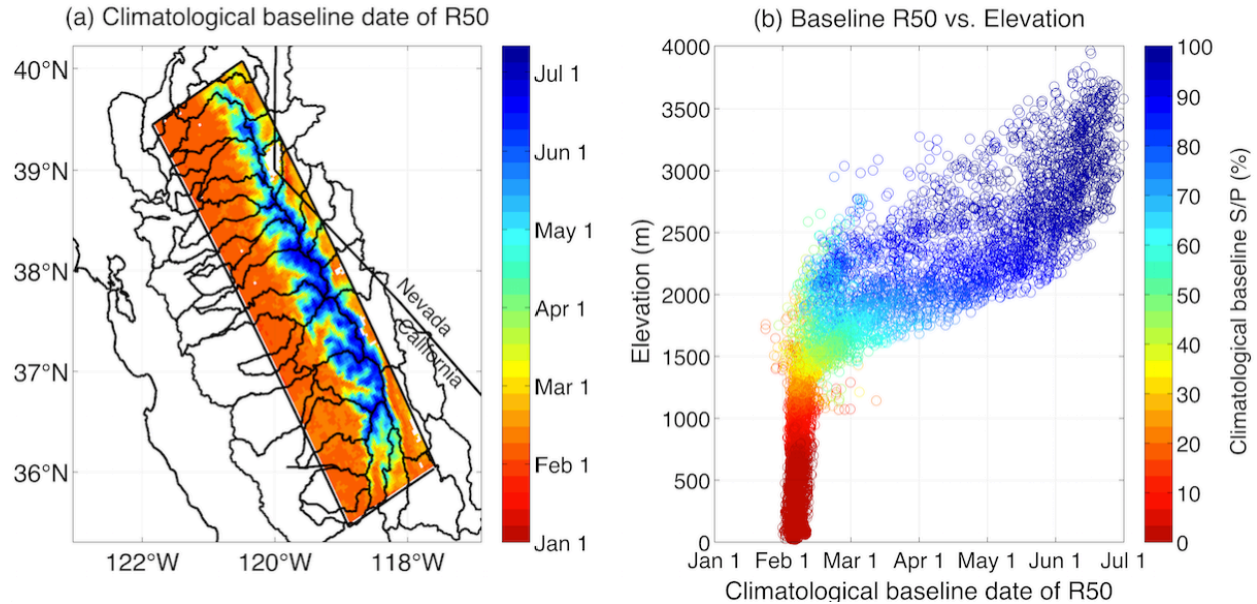 (a) Climatological baseline date of R50
40°N
39°N
38°N
37°N
36°N
122°W
120°W
118°W
Nevada
California
Jul 1
Jun 1
May 1
Apr 1
Mar 1
Feb 1
Jan 1
(b) Baseline R50 vs. Elevation
Elevation (m)
4000
3500
3000
2500
2000
1500
1000
500
0
Jan 1
Feb 1
Mar 1
Apr 1
May 1
Jun 1
Jul 1
Climatological baseline date of R50
100
90
80
70
60
50
40
30
20
10
0
Climatological baseline S/P (%)